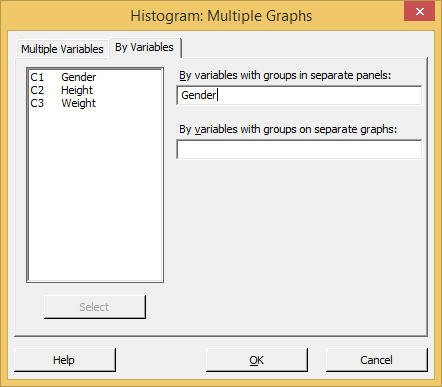 Histogram: Multiple Graphs
Multiple Variables By Variables
C1 Gender
C2 Height
C3 Weight
By variables with groups in separate panels:
Gender
By variables with groups on separate graphs:
Select
Help OK Cancel